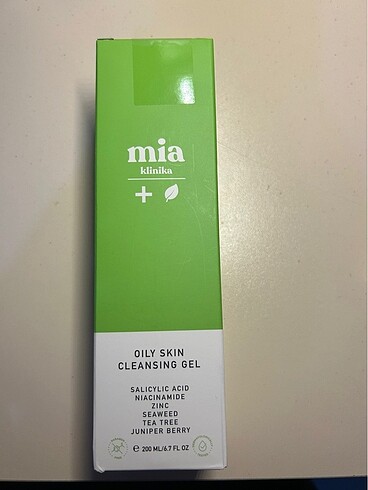 mia
klinika
OILY SKIN
CLEANSING GEL
SALICYLIC ACID
NIACINAMIDE
ZINC
SEAWEED
TEA TREE
JUNIPER BERRY
℮ 200 ML/6.7 FL OZ